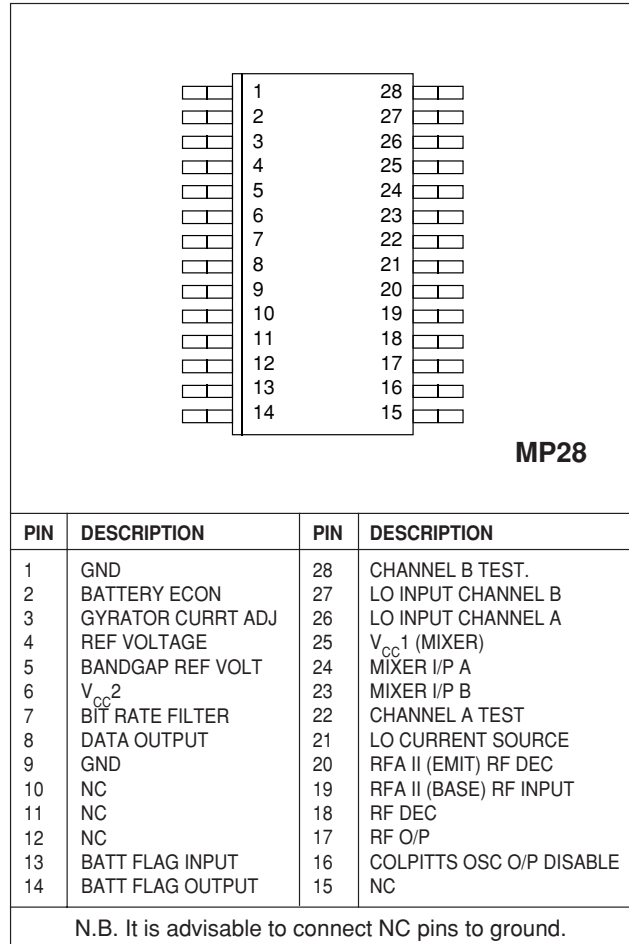 1 28
2 27
3 26
4 25
5 24
6 23
7 22
8 21
9 20
10 19
11 18
12 17
13 16
14 15
MP28
PIN DESCRIPTION PIN DESCRIPTION
1 GND 28 CHANNEL B TEST.
2 BATTERY ECON 27 LO INPUT CHANNEL B
3 GYRATOR CURRT ADJ 26 LO INPUT CHANNEL A
4 REF VOLTAGE 25 VCC1 (MIXER)
5 BANDGAP REF VOLT 24 MIXER I/P A
6 VCC2 23 MIXER I/P B
7 BIT RATE FILTER 22 CHANNEL A TEST
8 DATA OUTPUT 21 LO CURRENT SOURCE
9 GND 20 RFA II (EMIT) RF DEC
10 NC 19 RFA II (BASE) RF INPUT
11 NC 18 RF DEC
12 NC 17 RF O/P
13 BATT FLAG INPUT 16 COLPITTS OSC O/P DISABLE
14 BATT FLAG OUTPUT 15 NC
N.B. It is advisable to connect NC pins to ground.